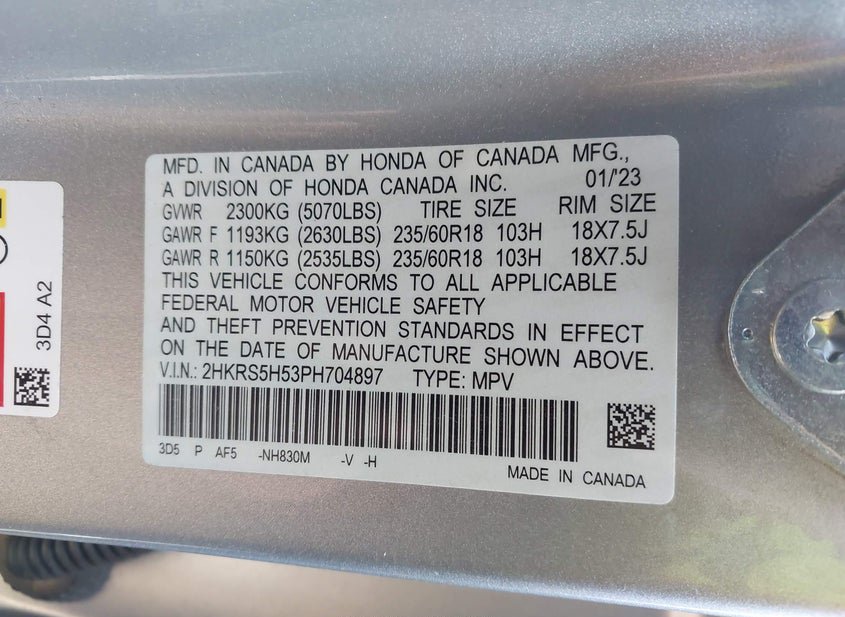 MFD. IN CANADA BY HONDA OF CANADA MFG.,
A DIVISION OF HONDA CANADA INC. 01/'23
GVWR 2300KG (5070LBS) TIRE SIZE RIM SIZE
GAWR F 1193KG (2630LBS) 235/60R18 103H 18X7.5J
GAWR R 1150KG (2535LBS) 235/60R18 103H 18X7.5J
THIS VEHICLE CONFORMS TO ALL APPLICABLE
FEDERAL MOTOR VEHICLE SAFETY
AND THEFT PREVENTION STANDARDS IN EFFECT
ON THE DATE OF MANUFACTURE SHOWN ABOVE.
V.I.N.: 2HKRS5H53PH704897 TYPE: MPV
3D5 P AF5 -NH830M -V -H
MADE IN CANADA
3D4 A2